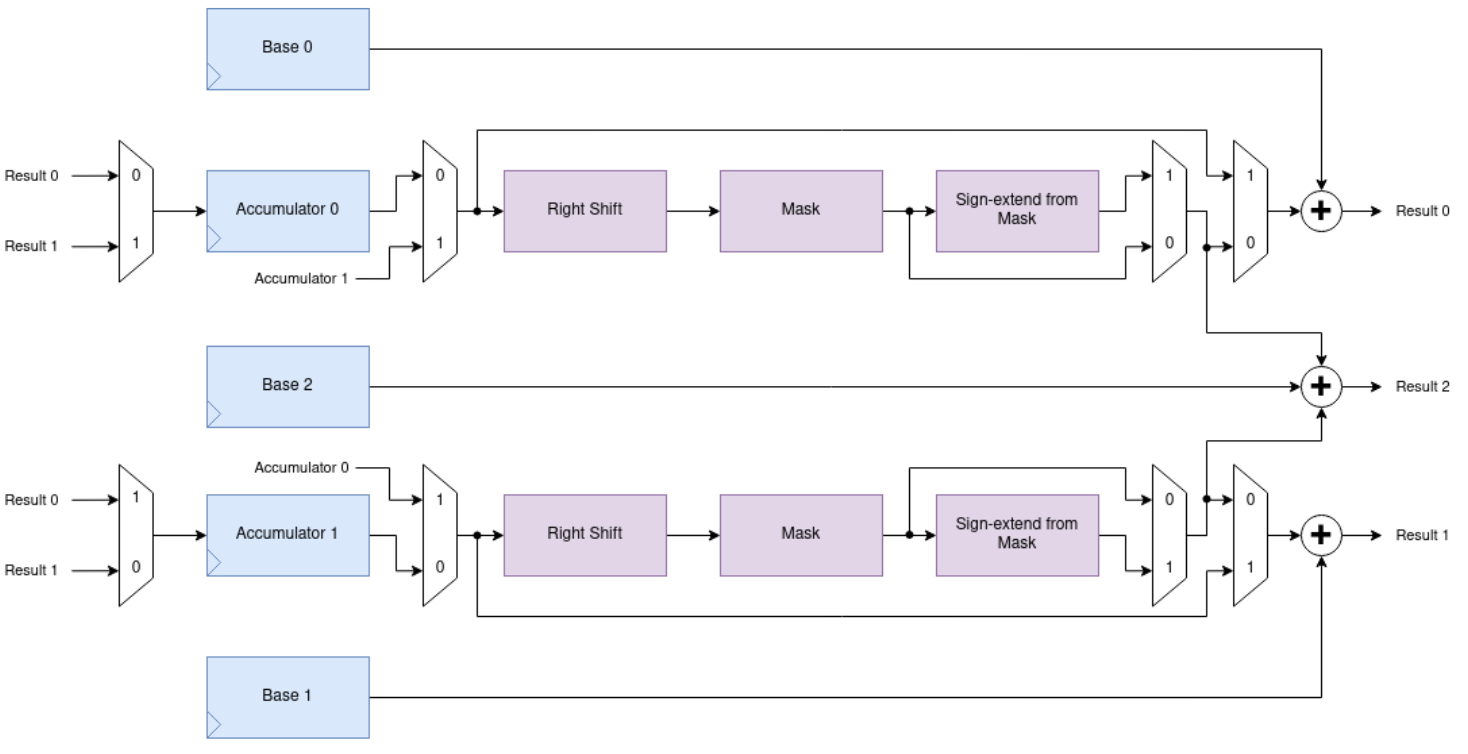 Base 0
Result 0
0
Result 1
1
Accumulator 0
0
1
Accumulator 1
Right Shift
Mask
Sign-extend from
Mask
1
0
1
0
+
Result 0
Base 2
+
Result 2
Result 0
1
Result 1
0
Accumulator 0
Accumulator 1
1
0
Right Shift
Mask
Sign-extend from
Mask
0
1
0
1
+
Result 1
Base 1